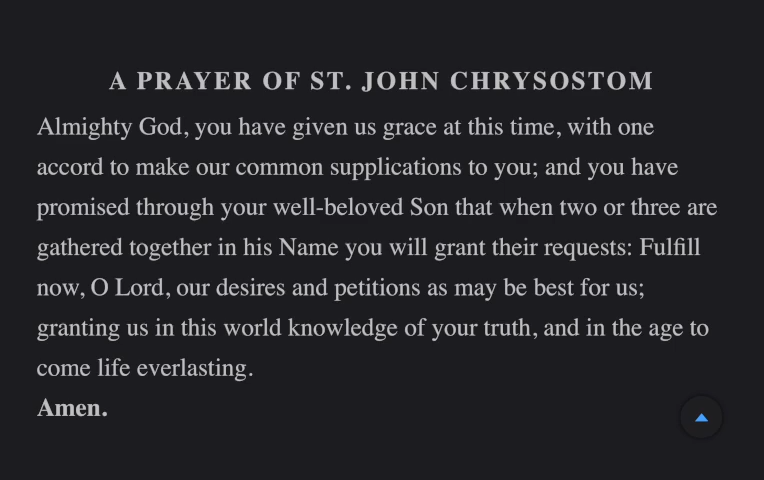 A PRAYER OF ST. JOHN CHRYSOSTOM
Almighty God, you have given us grace at this time, with one
accord to make our common supplications to you; and you have
promised through your well-beloved Son that when two or three are
gathered together in his Name you will grant their requests: Fulfill
now, O Lord, our desires and petitions as may be best for us;
granting us in this world knowledge of your truth, and in the age to
come life everlasting.
Amen.